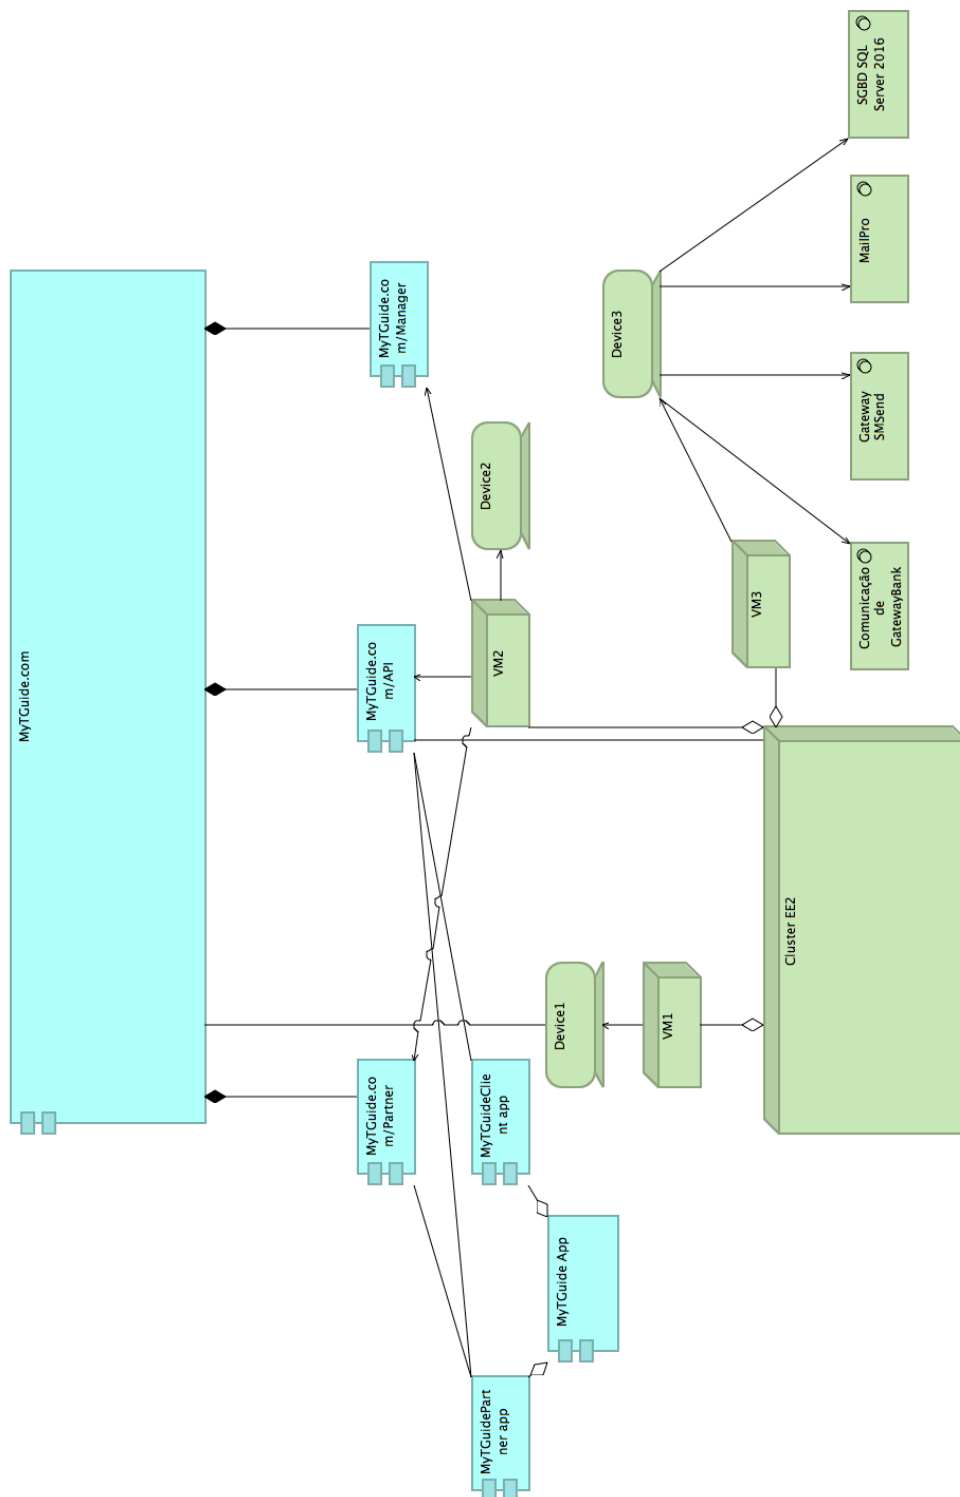 MyTGuide.com
MyTGuide.co
m/Partner
MyTGuide.co
m/API
MyTGuide.co
m/Manager
MyTGuidePart
ner app
MyTGuideClie
nt app
VM2
Device2
MyTGuide App
Device1
Device3
VM1
VM3
Cluster EE2
Comunicação
de
GatewayBank
Gateway
SMSend
MailPro
SGBD SQL
Server 2016